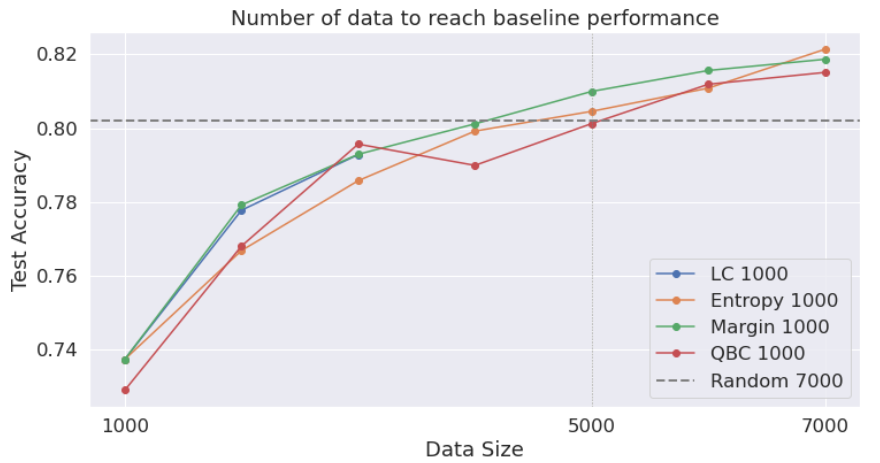 Number of data to reach baseline performance
Test Accuracy
0.82
0.80
0.78
0.76
0.74
1000
5000
7000
Data Size
LC 1000
Entropy 1000
Margin 1000
QBC 1000
Random 7000